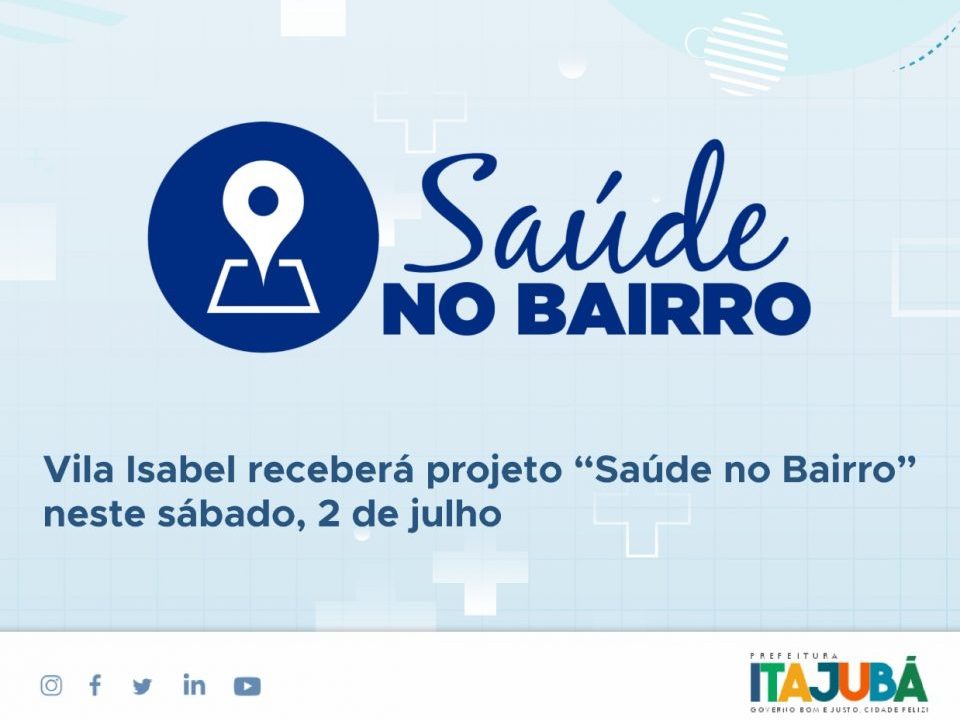 Saúde
NO BAIRRO
Vila Isabel receberá projeto “Saúde no Bairro”
neste sábado, 2 de julho
PREFEITURA
ITAJUBÁ
GOVERNO BOM E JUSTO, CIDADE FELIZ!